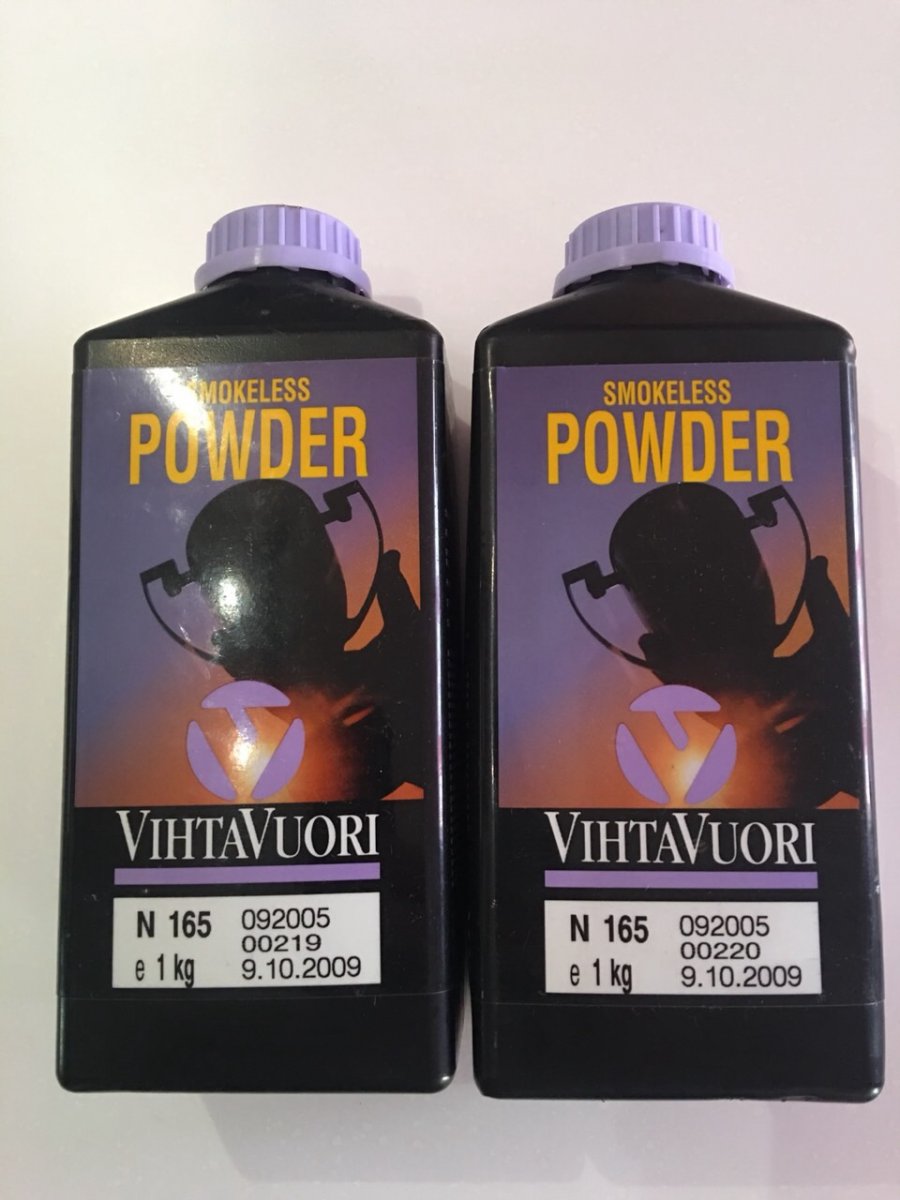 SMOKELESS
POWDER
VIHTAVUORI
N 165 092005
00219
e 1 kg 9.10.2009
SMOKELESS
POWDER
VIHTAVUORI
N 165 092005
00220
e 1 kg 9.10.2009